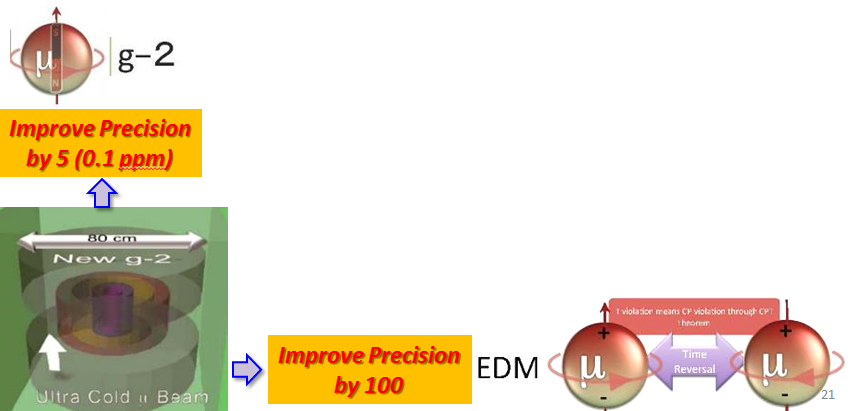 μ
S
N
g-2
Improve Precision
by 5 (0.1 ppm)
80 cm
New g-2
Ultra Cold μ Beam
Improve Precision
by 100
EDM
T violation means CP violation through CPT
Theorem
+
μ
-
Time
Reversal
+
μ
-
21